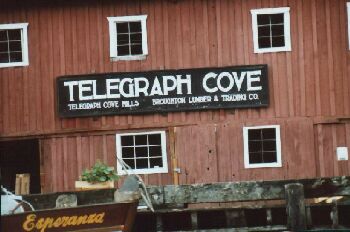 TELEGRAPH COVE
TELEGRAPH COVE MILLS BROUGHTON LUMBER & TRADING CO.
Esperanza